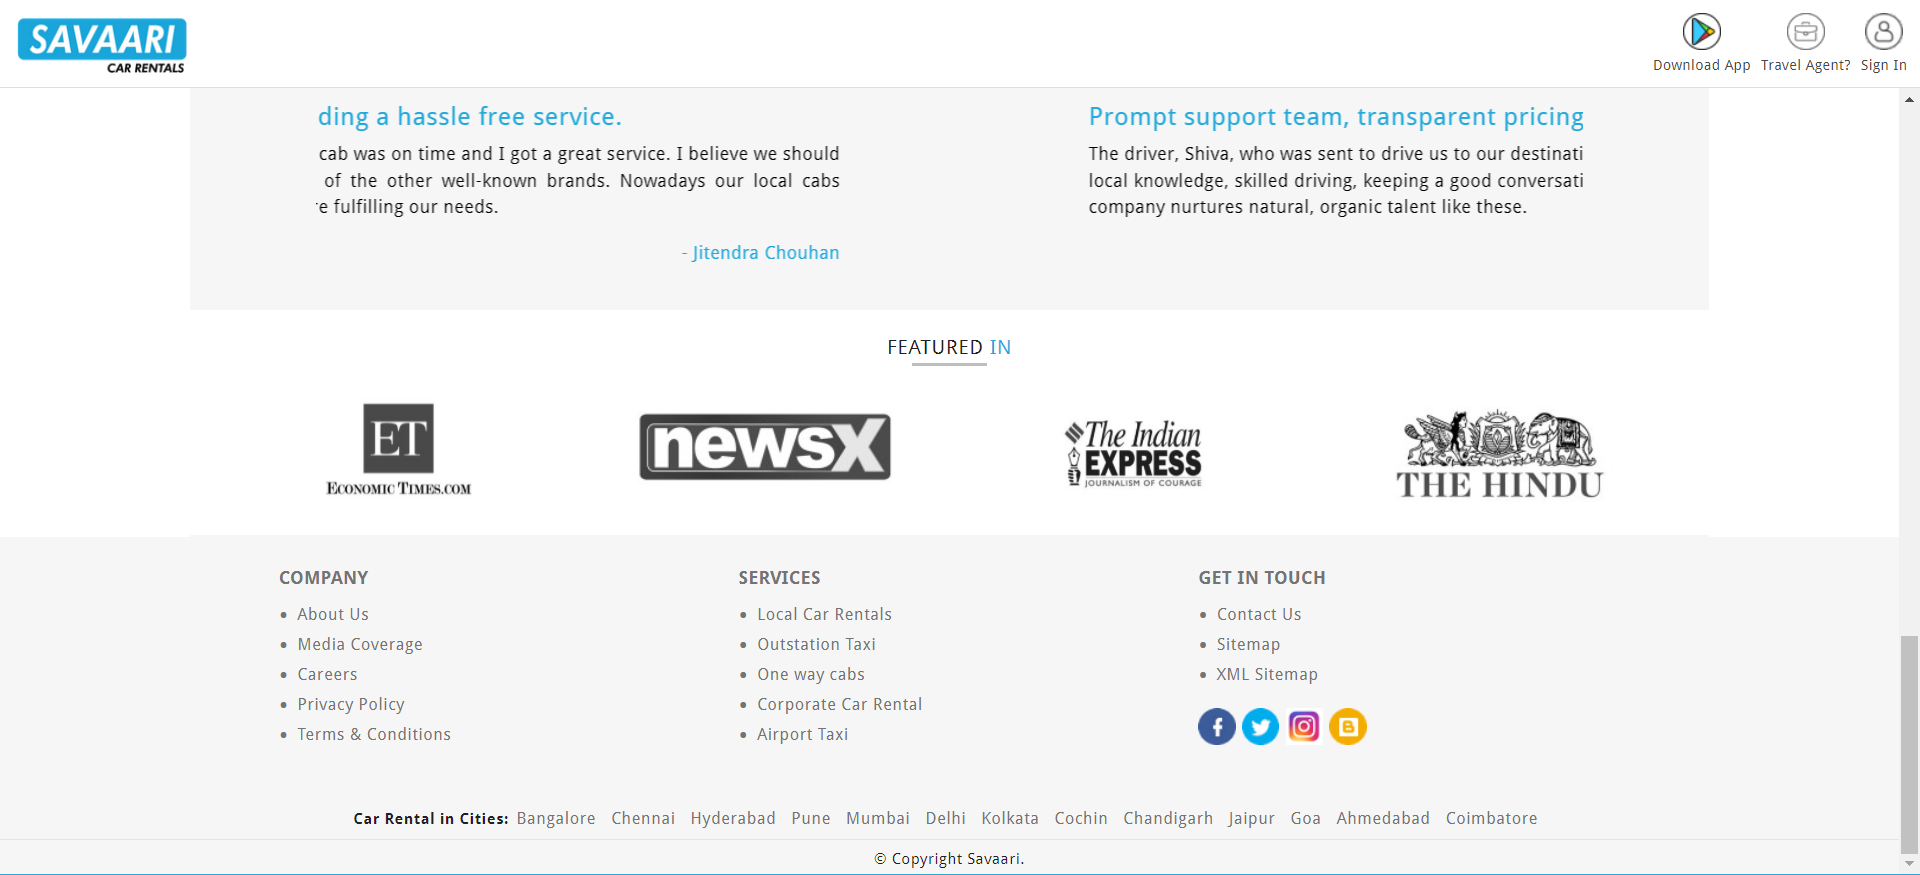 SAVAARI
CAR RENTALS
Download App
Travel Agent?
Sign In
ding a hassle free service.
cab was on time and I got a great service. I believe we should
of the other well-known brands. Nowadays our local cabs
e fulfilling our needs.
- Jitendra Chouhan
Prompt support team, transparent pricing
The driver, Shiva, who was sent to drive us to our destinati
local knowledge, skilled driving, keeping a good conversati
company nurtures natural, organic talent like these.
FEATURED IN
ET
ECONOMIC TIMES.COM
newsX
The Indian
EXPRESS
JOURNALISM OF COURAGE
THE HINDU
COMPANY
• About Us
• Media Coverage
• Careers
• Privacy Policy
• Terms & Conditions
SERVICES
• Local Car Rentals
• Outstation Taxi
• One way cabs
• Corporate Car Rental
• Airport Taxi
GET IN TOUCH
• Contact Us
• Sitemap
• XML Sitemap
Car Rental in Cities: Bangalore Chennai Hyderabad Pune Mumbai Delhi Kolkata Cochin Chandigarh Jaipur Goa Ahmedabad Coimbatore
© Copyright Savaari.